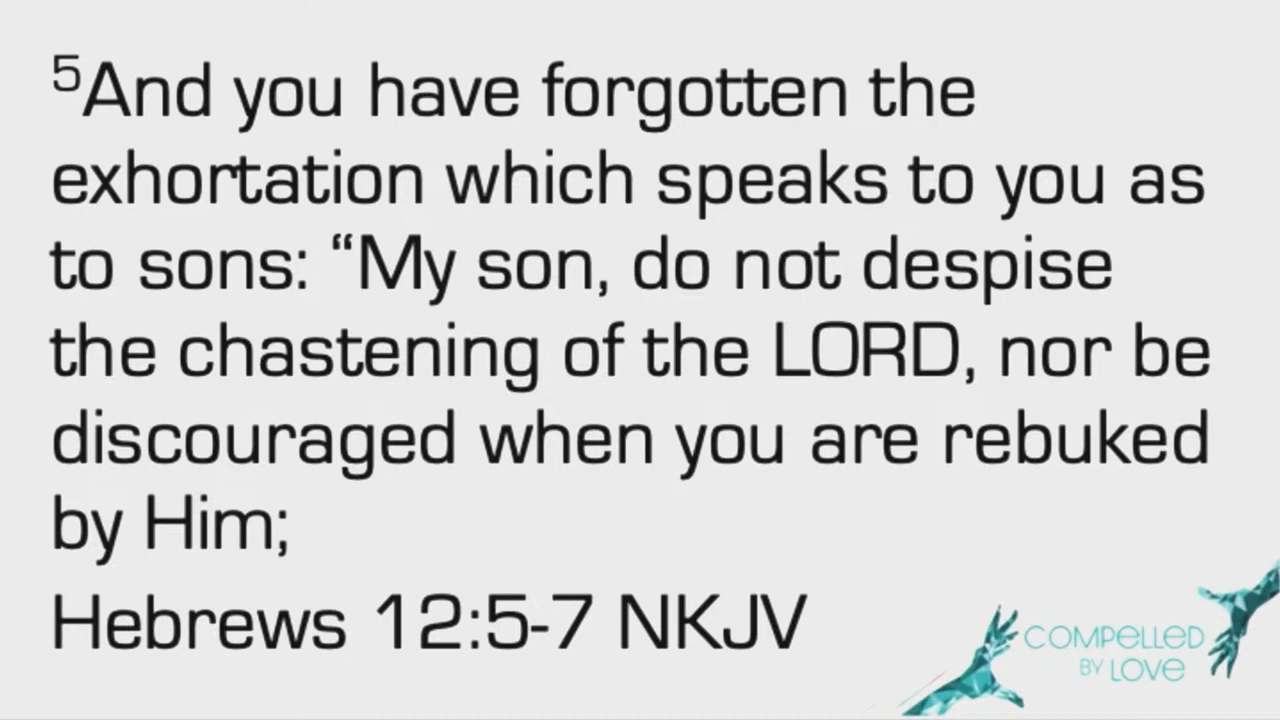 5And you have forgotten the
exhortation which speaks to you as
to sons: “My son, do not despise
the chastening of the LORD, nor be
discouraged when you are rebuked
by Him;
Hebrews 12:5-7 NKJV
COMPELLED
BY LOVE